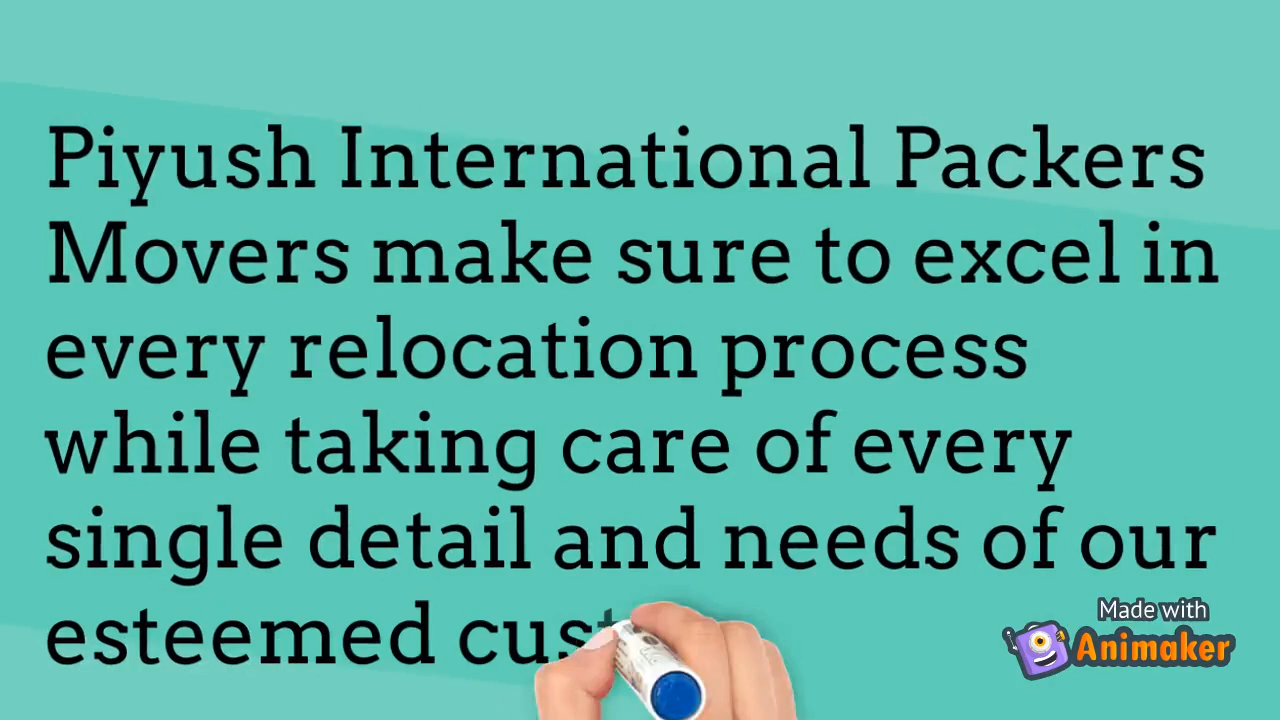 Piyush International Packers
Movers make sure to excel in
every relocation process
while taking care of every
single detail and needs of our
esteemed cust
Made with
Animaker